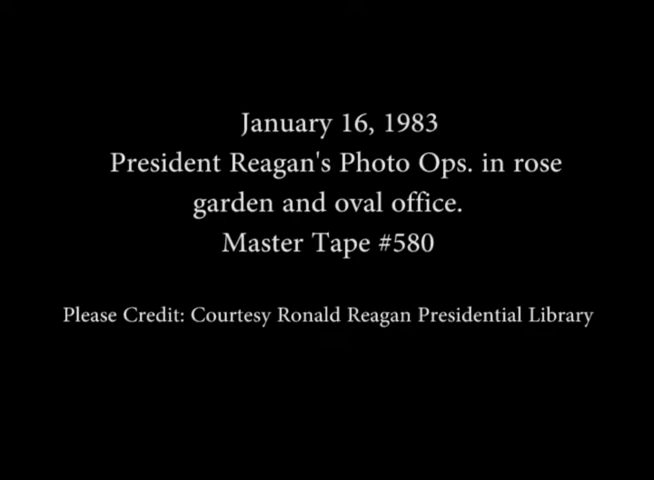 January 16, 1983
President Reagan's Photo Ops. in rose
garden and oval office.
Master Tape #580
Please Credit: Courtesy Ronald Reagan Presidential Library